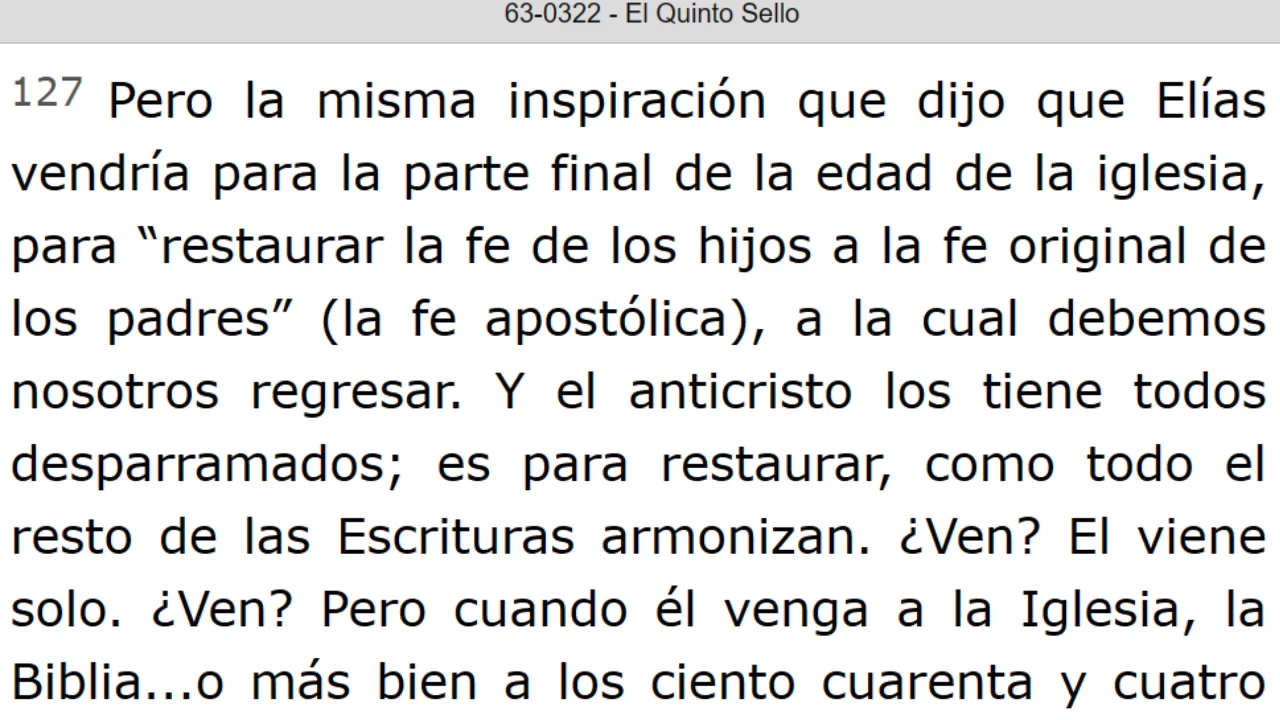 63-0322 - El Quinto Sello
127 Pero la misma inspiración que dijo que Elías
vendría para la parte final de la edad de la iglesia,
para “restaurar la fe de los hijos a la fe original de
los padres” (la fe apostólica), a la cual debemos
nosotros regresar. Y el anticristo los tiene todos
desparramados; es para restaurar, como todo el
resto de las Escrituras armonizan. ¿Ven? El viene
solo. ¿Ven? Pero cuando él venga a la Iglesia, la
Biblia...o más bien a los ciento cuarenta y cuatro